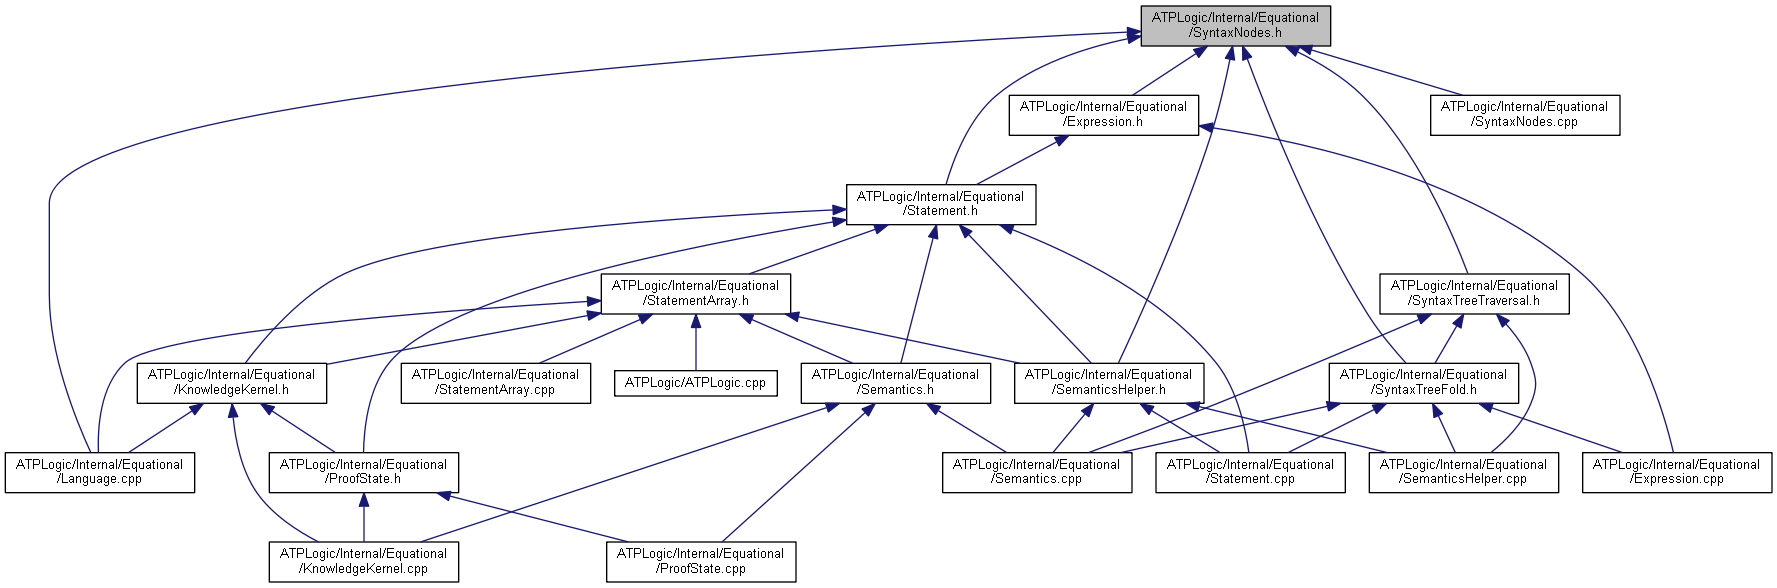 ATPLogic/Internal/Equational
/SyntaxNodes.h
ATPLogic/Internal/Equational
/Expression.h
ATPLogic/Internal/Equational
/SyntaxNodes.cpp
ATPLogic/Internal/Equational
/Statement.h
ATPLogic/Internal/Equational
/StatementArray.h
ATPLogic/Internal/Equational
/SyntaxTreeTraversal.h
ATPLogic/Internal/Equational
/KnowledgeKernel.h
ATPLogic/Internal/Equational
/StatementArray.cpp
ATPLogic/ATPLogic.cpp
ATPLogic/Internal/Equational
/Semantics.h
ATPLogic/Internal/Equational
/SemanticsHelper.h
ATPLogic/Internal/Equational
/SyntaxTreeFold.h
ATPLogic/Internal/Equational
/Language.cpp
ATPLogic/Internal/Equational
/ProofState.h
ATPLogic/Internal/Equational
/Semantics.cpp
ATPLogic/Internal/Equational
/Statement.cpp
ATPLogic/Internal/Equational
/SemanticsHelper.cpp
ATPLogic/Internal/Equational
/Expression.cpp
ATPLogic/Internal/Equational
/KnowledgeKernel.cpp
ATPLogic/Internal/Equational
/ProofState.cpp